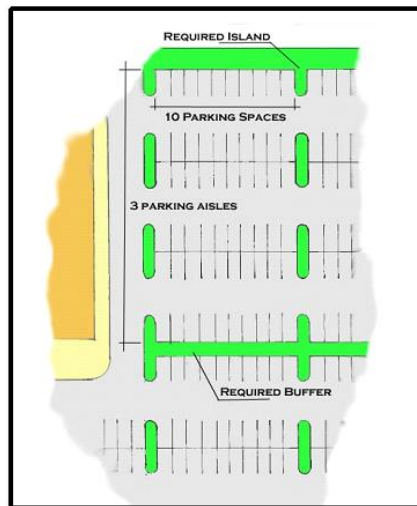 Required Island
10 Parking Spaces
3 parking aisles
Required Buffer